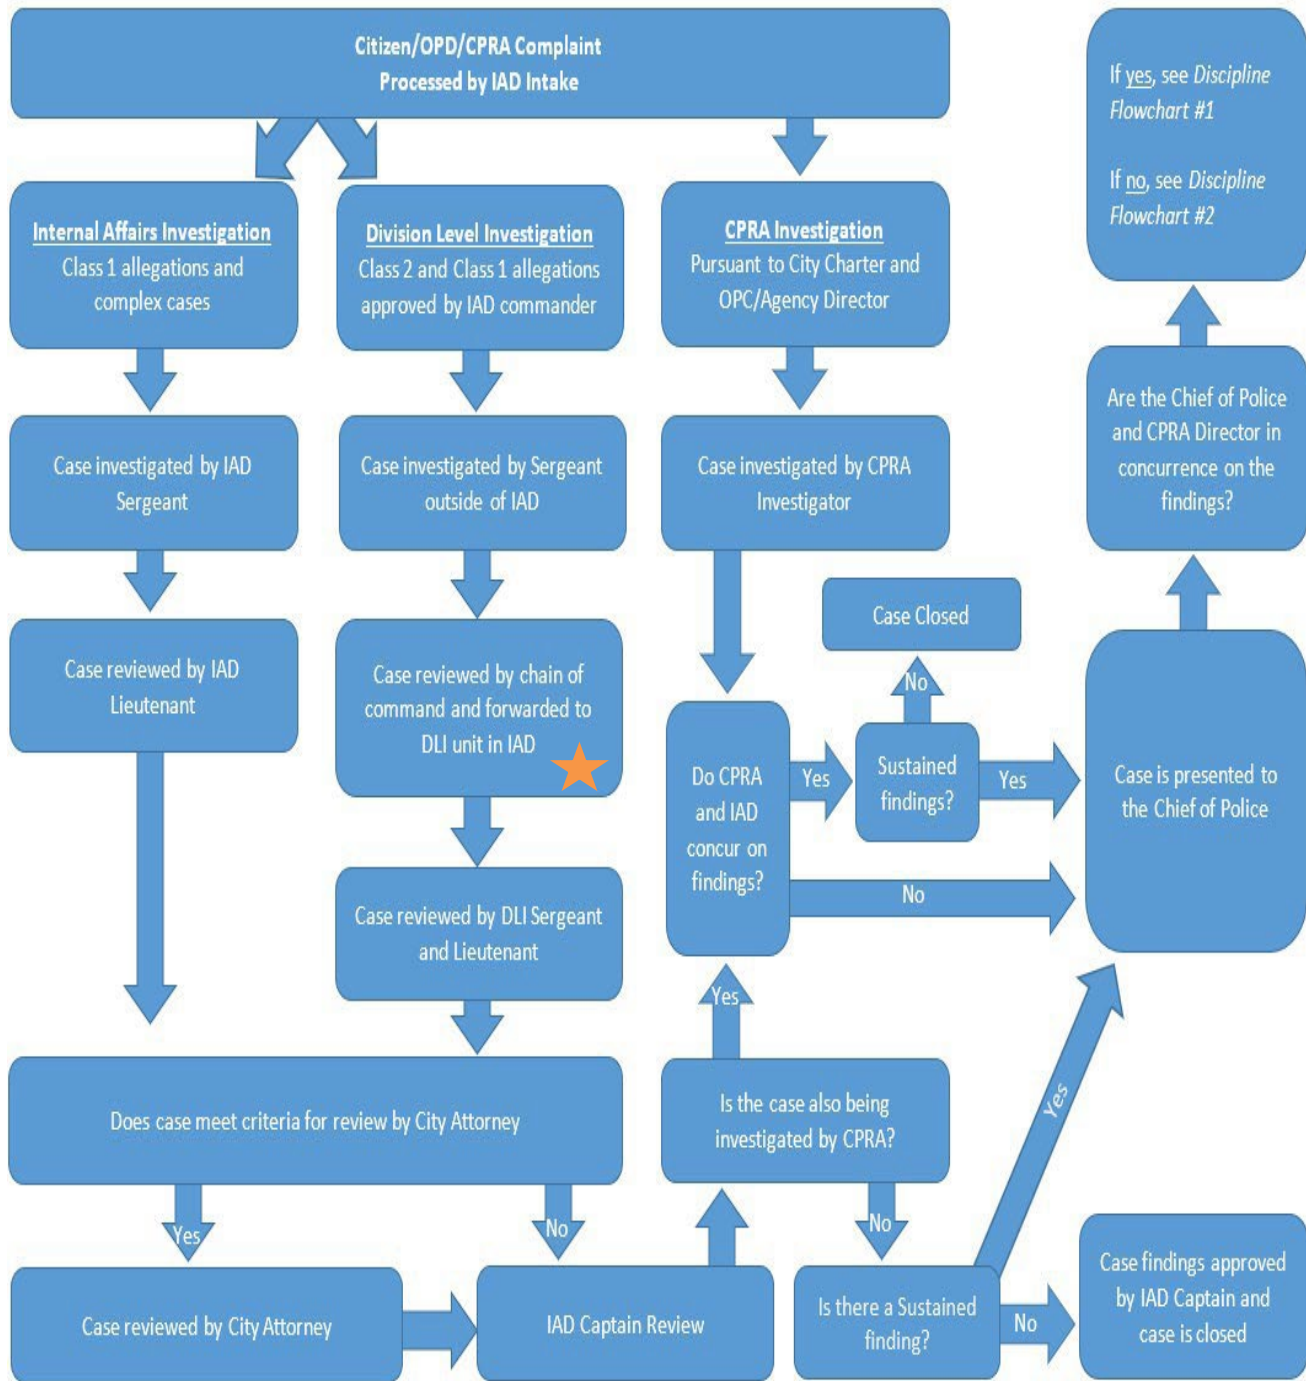 Citizen/OPD/CPRA Complaint
Processed by IAD Intake
If yes, see Discipline
Flowchart #1
If no, see Discipline
Flowchart #2
Internal Affairs Investigation
Class 1 allegations and
complex cases
Division Level Investigation
Class 2 and Class 1 allegations
approved by IAD commander
CPRA Investigation
Pursuant to City Charter and
OPC/Agency Director
Are the Chief of Police
and CPRA Director in
concurrence on the
findings?
Case investigated by IAD
Sergeant
Case investigated by Sergeant
outside of IAD
Case investigated by CPRA
Investigator
Case Closed
No
Case reviewed by IAD
Lieutenant
Case reviewed by chain of
command and forwarded to
DLI unit in IAD
Do CPRA
and IAD
concur on
findings?
Yes
Sustained
findings?
Yes
Case is presented to
the Chief of Police
No
Case reviewed by DLI Sergeant
and Lieutenant
Yes
Does case meet criteria for review by City Attorney
Is the case also being
investigated by CPRA?
Yes
Yes
No
No
Case reviewed by City Attorney
IAD Captain Review
Is there a Sustained
finding?
No
Case findings approved
by IAD Captain and
case is closed